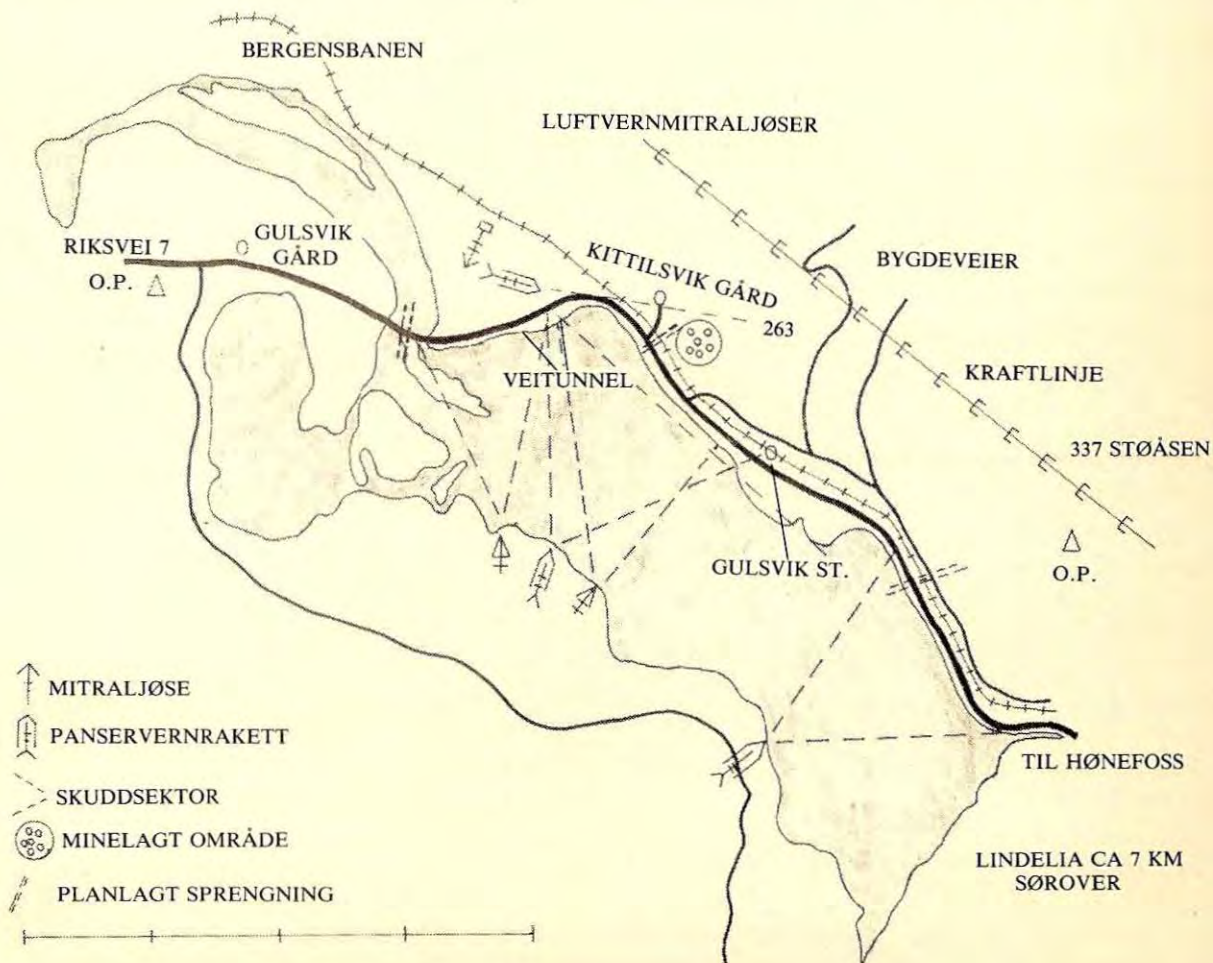 BERGENSBANEN
LUFTVERNMITRALJØSER
RIKSVEI 7
GULSVIK
GÅRD
O.P.
KITTILSVIK GÅRD
BYGDEVEIER
263
VEITUNNEL
KRAFTLINJE
337 STØÅSEN
GULSVIK ST.
O.P.
MITRALJØSE
PANSERVERNRAKETT
SKUDDSEKTOR
MINELAGT OMRÅDE
PLANLAGT SPRENGNING
TIL HØNEFOSS
LINDELIA CA 7 KM
SØROVER